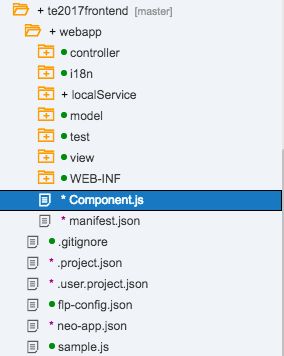 + te2017frontend [master]
+ webapp
controller
i18n
+ localService
model
test
view
WEB-INF
* Component.js
* manifest.json
.gitignore
* .project.json
* .user.project.json
flp-config.json
* neo-app.json
sample.js